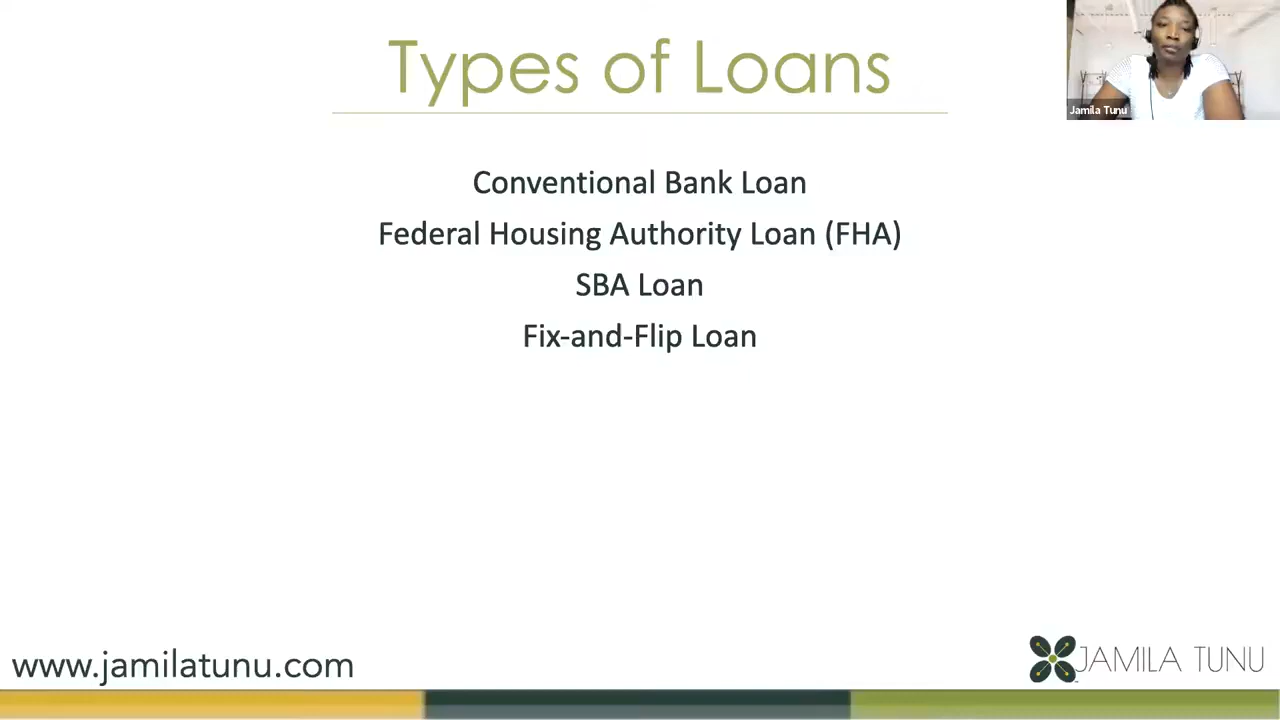 Types of Loans
Jamila Tunu
Conventional Bank Loan
Federal Housing Authority Loan (FHA)
SBA Loan
Fix-and-Flip Loan
www.jamilatunu.com
JAMILA TUNU